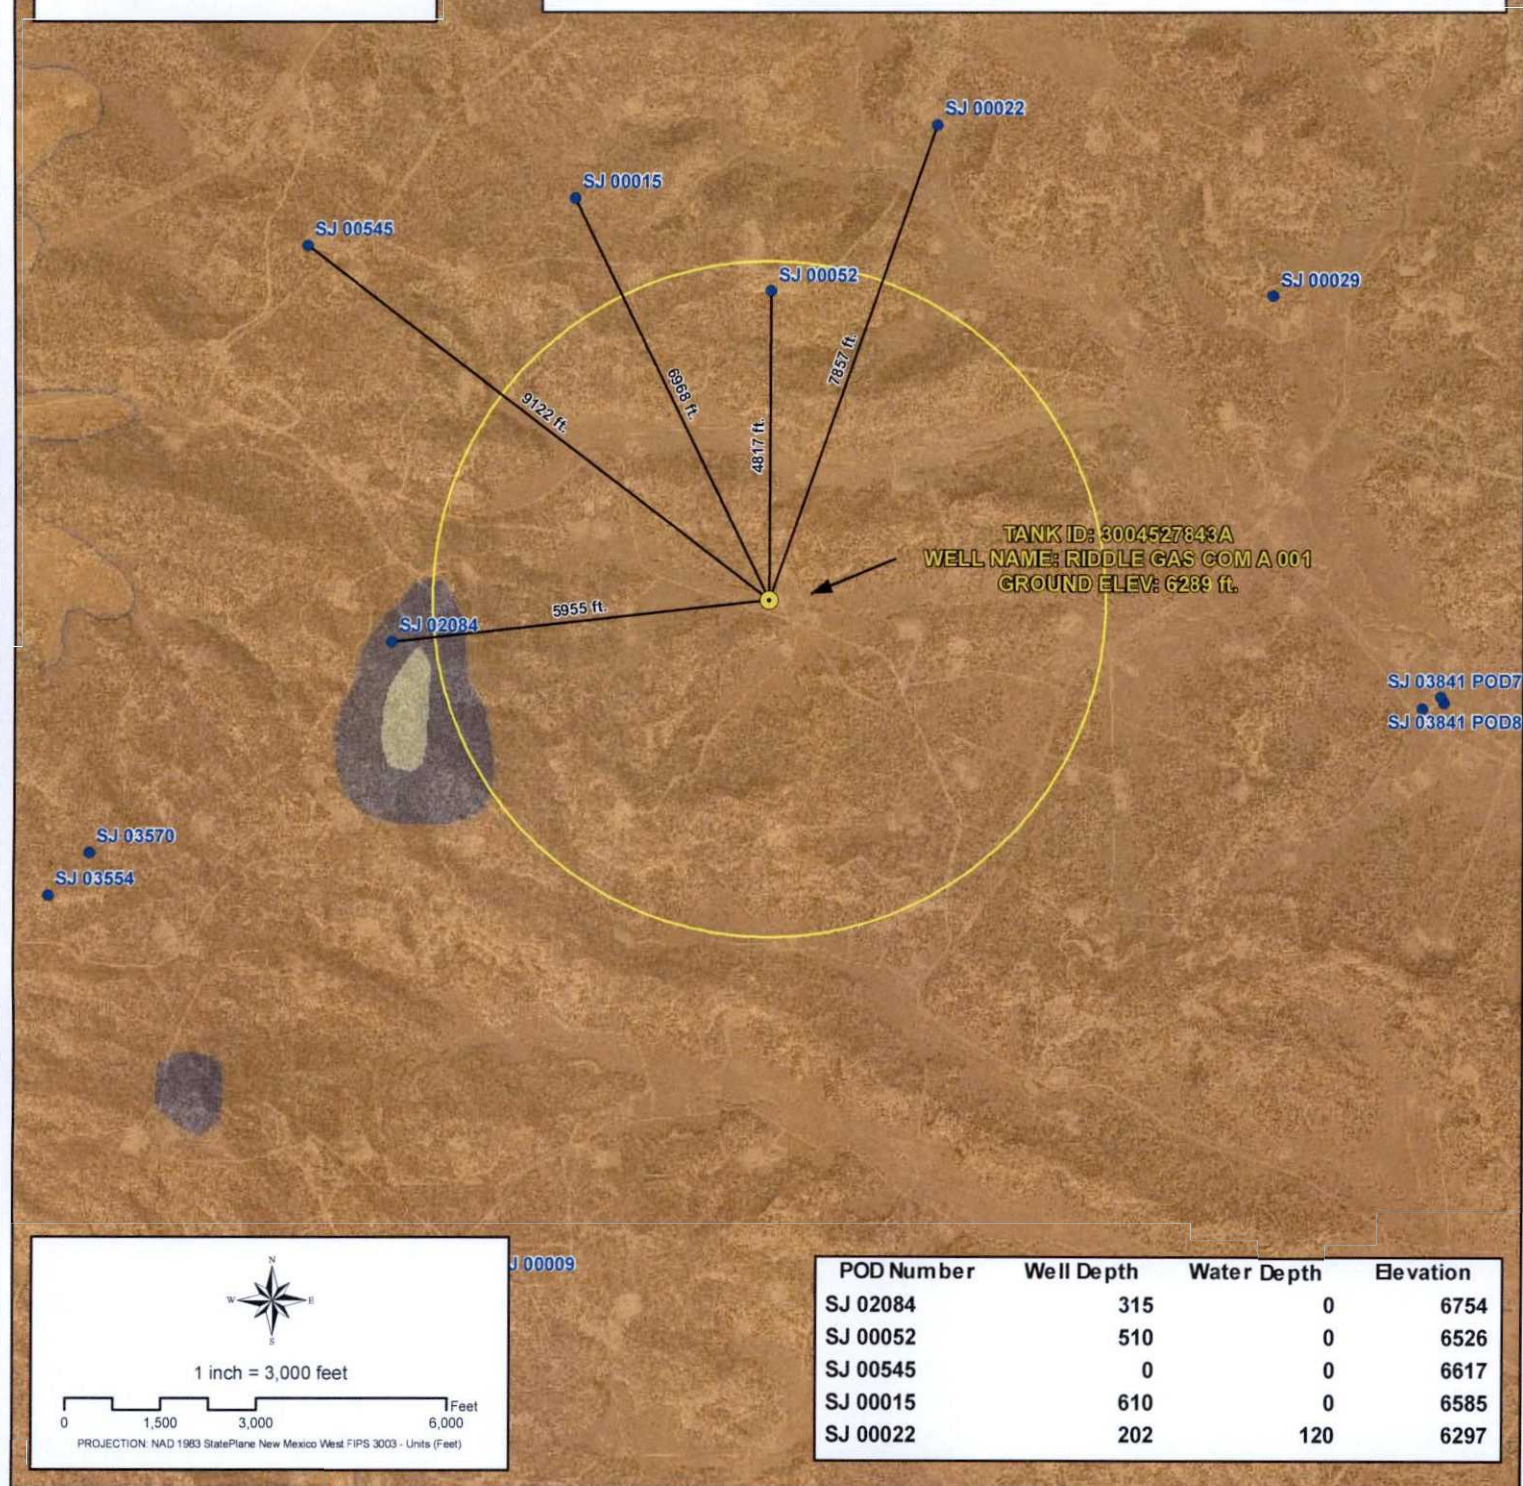 SJ 00022
SJ 00015
SJ 00545
SJ 00052
SJ 00029
7857 ft.
6968 ft.
9122 ft.
4817 ft.
TANK ID: 3004527843A
WELL NAME: RIDDLE GAS COM A 001
GROUND ELEV: 6289 ft.
5955 ft.
SJ 02084
SJ 03841 POD7
SJ 03841 POD8
SJ 03570
SJ 03554
J 00009
N
W E
S
1 inch = 3,000 feet
Feet
0 1,500 3,000 6,000
PROJECTION: NAD 1983 StatePlane New Mexico West FIPS 3003 - Units (Feet)
POD Number Well Depth Water Depth Elevation
SJ 02084 315 0 6754
SJ 00052 510 0 6526
SJ 00545 0 0 6617
SJ 00015 610 0 6585
SJ 00022 202 120 6297